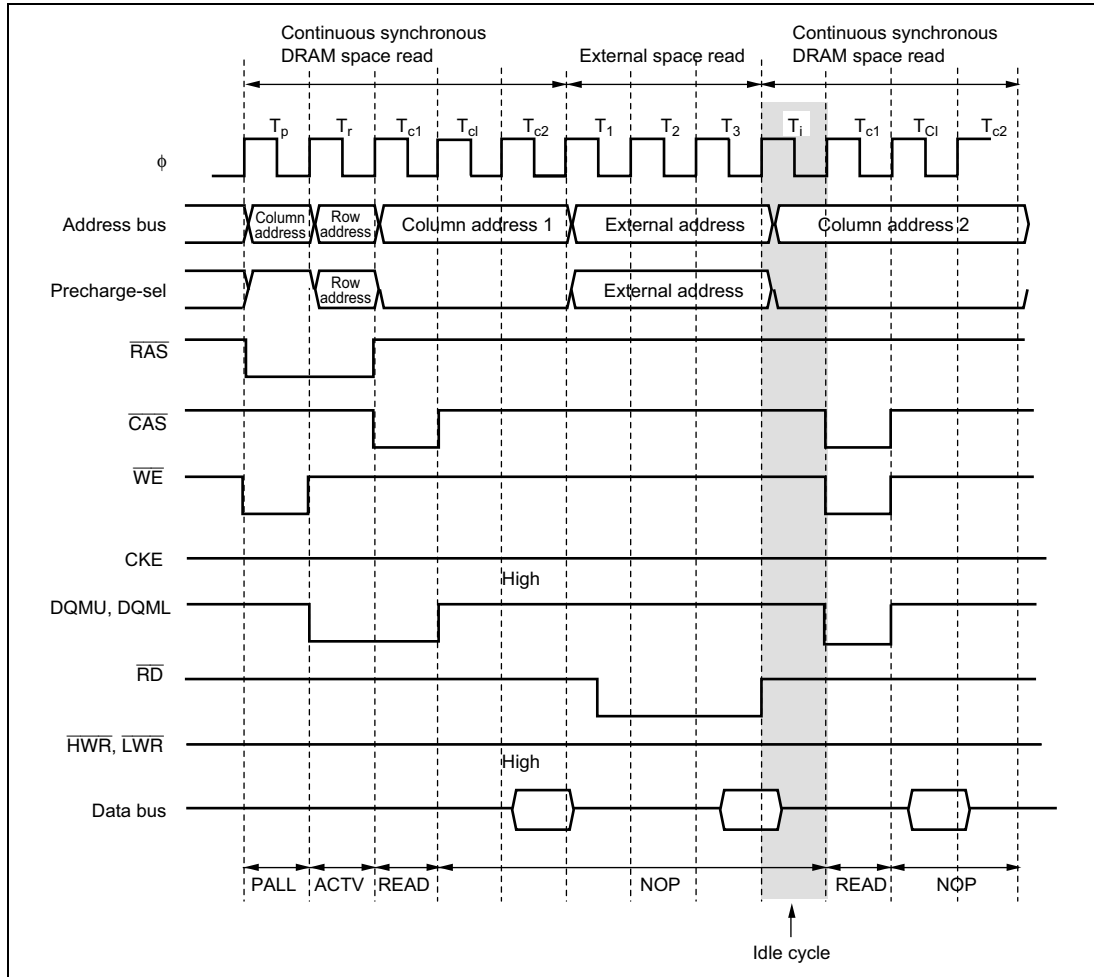 Continuous synchronous
DRAM space read
External space read
Continuous synchronous
DRAM space read
Tp Tr Tc1 Tcl Tc2 T1 T2 T3 Ti Tc1 TCl Tc2
ϕ
Address bus
Column address
Row address
Column address 1
External address
Column address 2
Precharge-sel
Row address
External address
RAS
CAS
WE
CKE
High
DQMU, DQML
RD
HWR, LWR
High
Data bus
PALL ACTV READ NOP READ NOP
Idle cycle